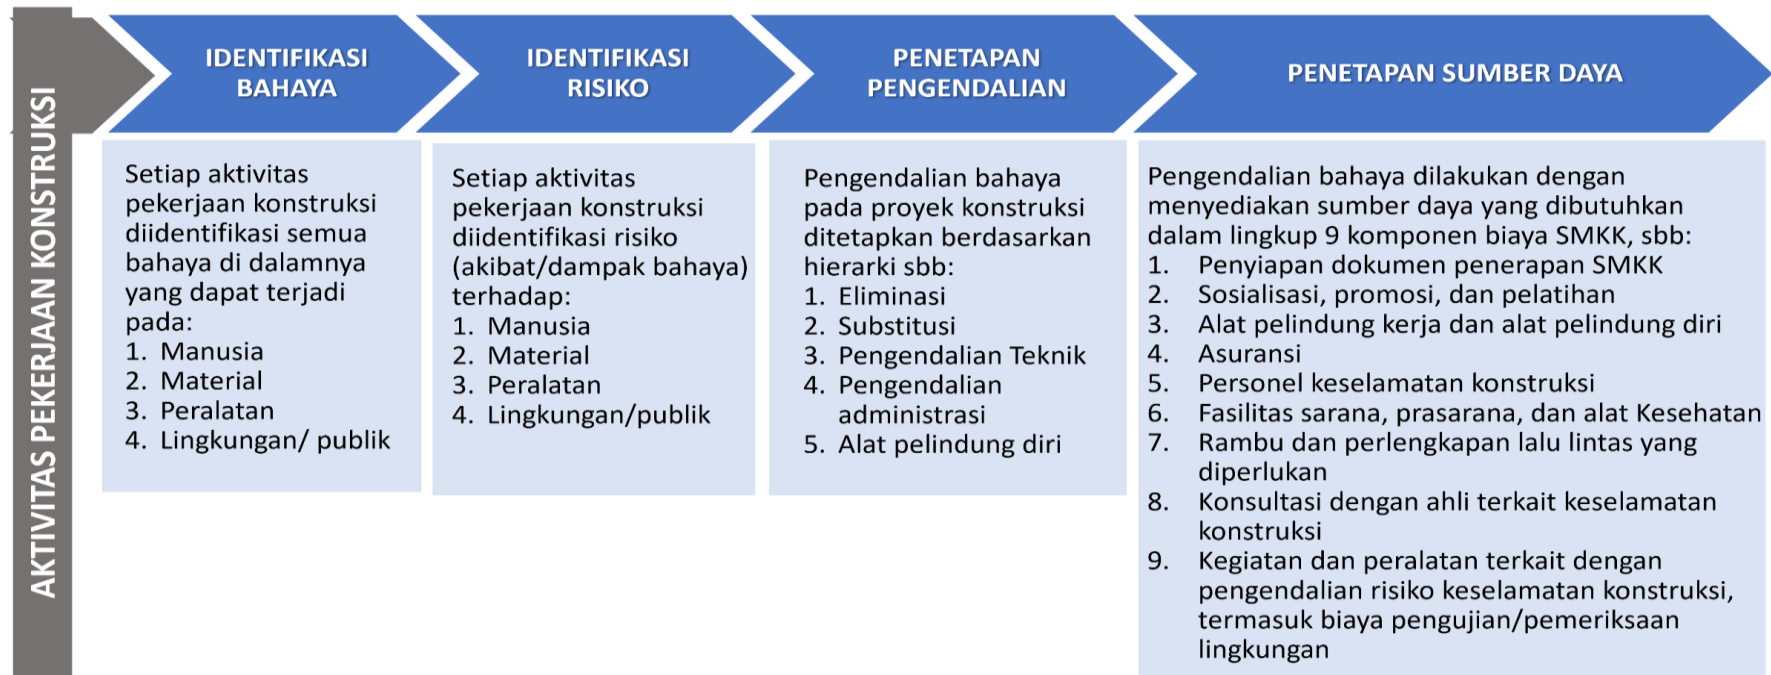 AKTIVITAS PEKERJAAN KONSTRUKSI
IDENTIFIKASI
BAHAYA
Setiap aktivitas
pekerjaan konstruksi
diidentifikasi semua
bahaya di dalamnya
yang dapat terjadi
pada:
1. Manusia
2. Material
3. Peralatan
4. Lingkungan/ publik
IDENTIFIKASI
RISIKO
Setiap aktivitas
pekerjaan konstruksi
diidentifikasi risiko
(akibat/dampak bahaya)
terhadap:
1. Manusia
2. Material
3. Peralatan
4. Lingkungan/publik
PENETAPAN
PENGENDALIAN
Pengendalian bahaya
pada proyek konstruksi
ditetapkan berdasarkan
hierarki sbb:
1. Eliminasi
2. Substitusi
3. Pengendalian Teknik
4. Pengendalian
administrasi
5. Alat pelindung diri
PENETAPAN SUMBER DAYA
Pengendalian bahaya dilakukan dengan
menyediakan sumber daya yang dibutuhkan
dalam lingkup 9 komponen biaya SMKK, sbb:
1. Penyiapan dokumen penerapan SMKK
2. Sosialisasi, promosi, dan pelatihan
3. Alat pelindung kerja dan alat pelindung diri
4. Asuransi
5. Personel keselamatan konstruksi
6. Fasilitas sarana, prasarana, dan alat Kesehatan
7. Rambu dan perlengkapan lalu lintas yang
diperlukan
8. Konsultasi dengan ahli terkait keselamatan
konstruksi
9. Kegiatan dan peralatan terkait dengan
pengendalian risiko keselamatan konstruksi,
termasuk biaya pengujian/pemeriksaan
lingkungan